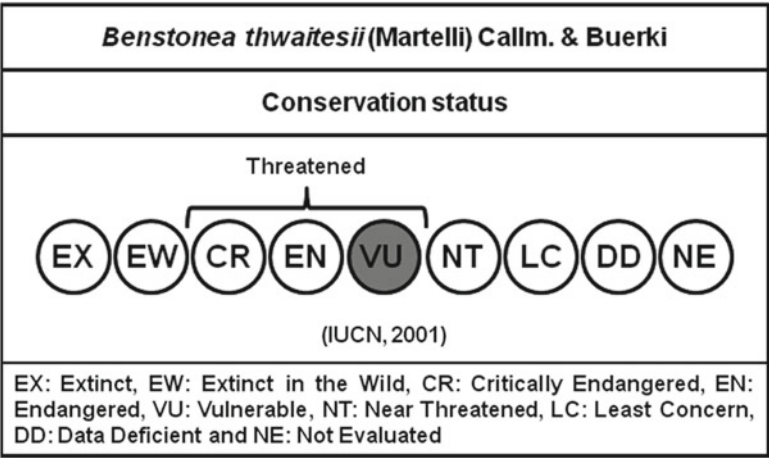 Benstonea thwaitesii (Martelli) Callm. & Buerki
Conservation status
Threatened
EX EW CR EN VU NT LC DD NE
(IUCN, 2001)
EX: Extinct, EW: Extinct in the Wild, CR: Critically Endangered, EN:
Endangered, VU: Vulnerable, NT: Near Threatened, LC: Least Concern,
DD: Data Deficient and NE: Not Evaluated